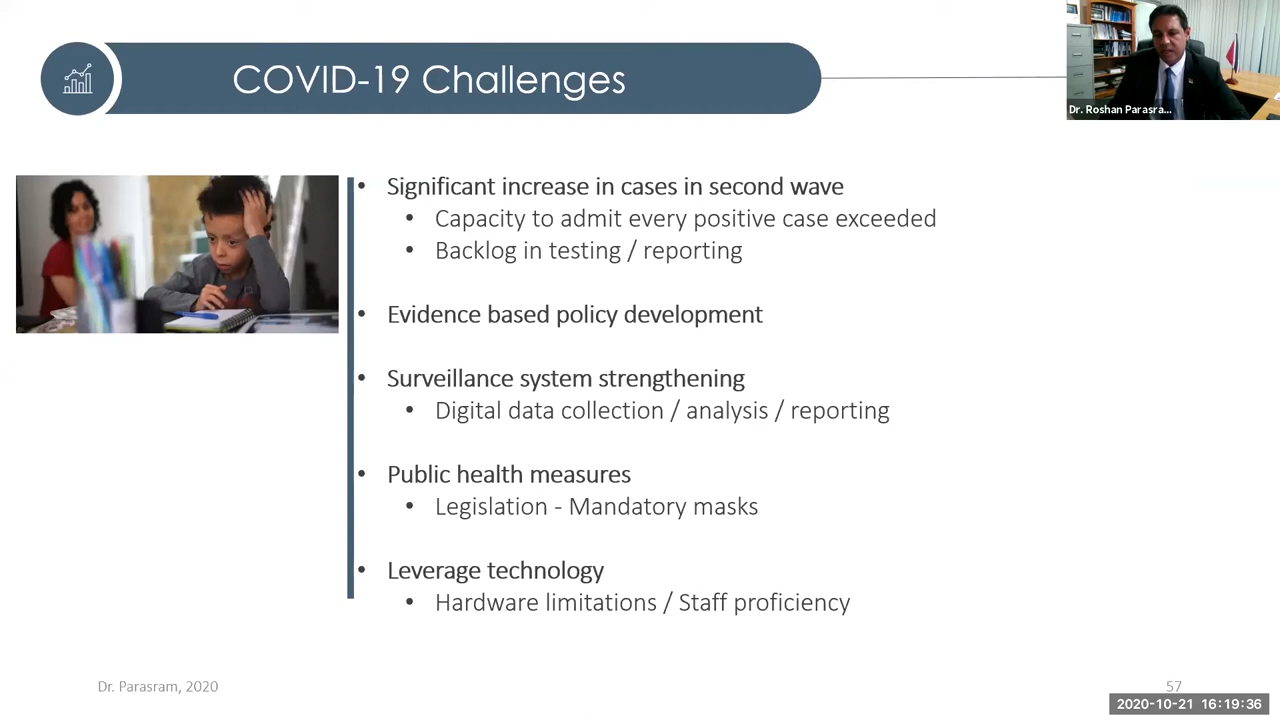 COVID-19 Challenges
Dr. Roshan Parasra...
• Significant increase in cases in second wave
• Capacity to admit every positive case exceeded
• Backlog in testing / reporting
• Evidence based policy development
• Surveillance system strengthening
• Digital data collection / analysis / reporting
• Public health measures
• Legislation - Mandatory masks
• Leverage technology
• Hardware limitations / Staff proficiency
Dr. Parasram, 2020
57
2020-10-21 16:19:36